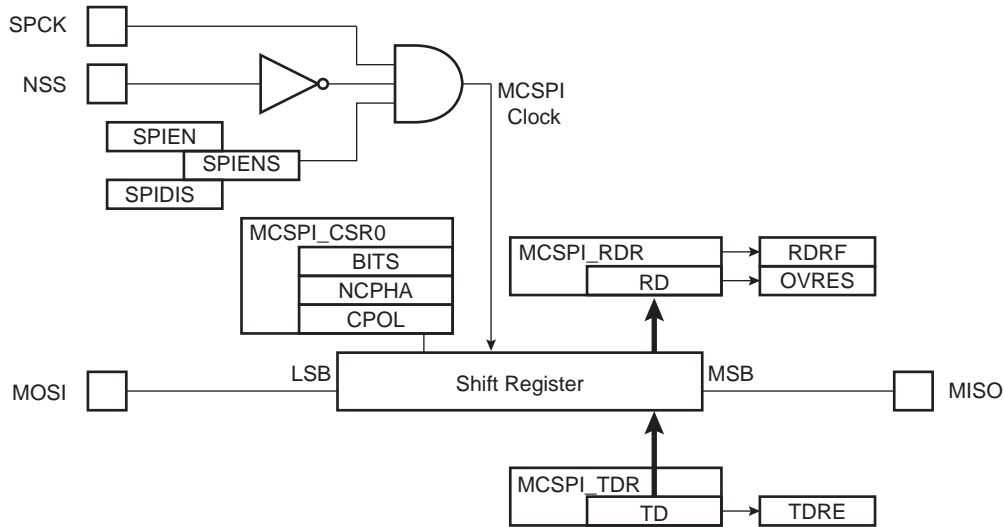 SPCK
NSS
MCSPI
Clock
SPIEN
SPIENS
SPIDIS
MCSPI_CSR0
BITS
NCPHA
CPOL
MCSPI_RDR
RD
RDRF
OVRES
MOSI
LSB
Shift Register
MSB
MISO
MCSPI_TDR
TD
TDRE